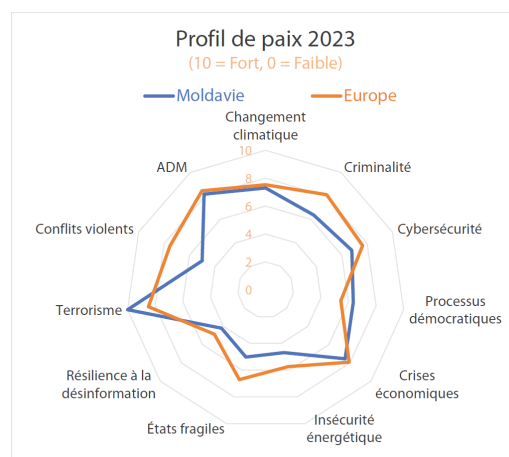 Profil de paix 2023
(10 = Fort, 0 = Faible)
Moldavie Europe
Changement
climatique
10
ADM
Criminalité
8
6
Conflits violents
Cybersécurité
4
2
0
Terrorisme
Processus
démocratiques
Résilience à la
désinformation
Crises
économiques
États fragiles
Insécurité
énergétique